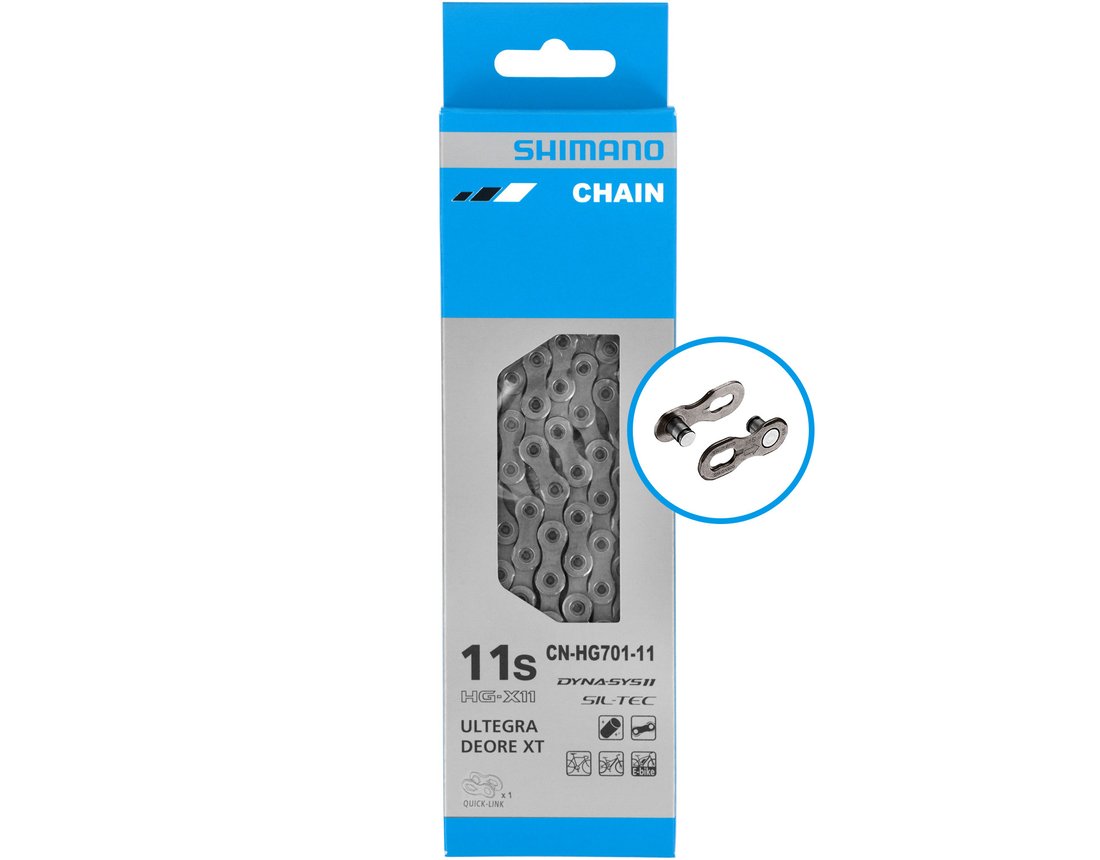 SHIMANO
CHAIN
11s CN-HG701-11
HG-X11 DYNA-SYS11
SIL-TEC
ULTEGRA
DEORE XT
E-bike
x 1
QUICK-LINK